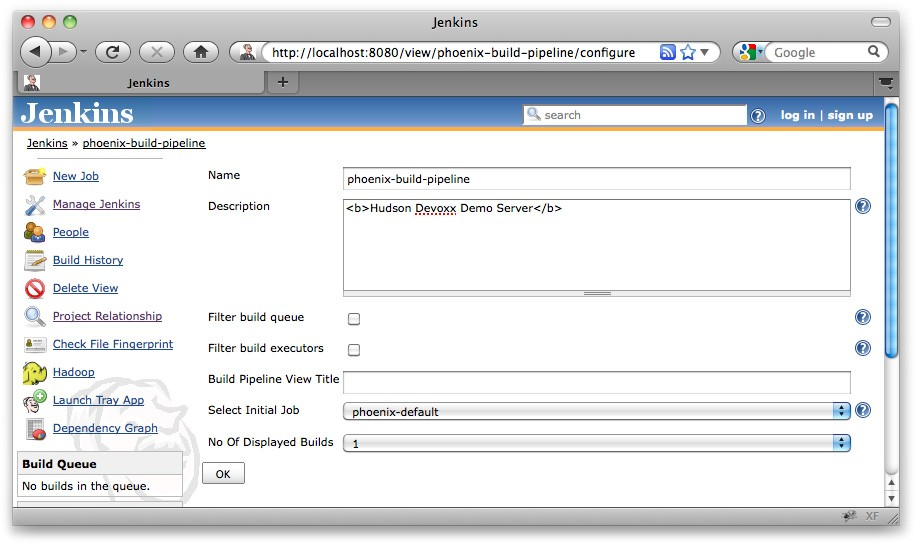 Jenkins
http://localhost:8080/view/phoenix-build-pipeline/configure
Google
Jenkins
Jenkins
search
log in | sign up
Jenkins » phoenix-build-pipeline
New Job
Manage Jenkins
People
Build History
Delete View
Project Relationship
Check File Fingerprint
Hadoop
Launch Tray App
Dependency Graph
Build Queue
No builds in the queue.
Name
phoenix-build-pipeline
Description
<b>Hudson Devoxx Demo Server</b>
Filter build queue
Filter build executors
Build Pipeline View Title
Select Initial Job
phoenix-default
No Of Displayed Builds
1
OK
XF